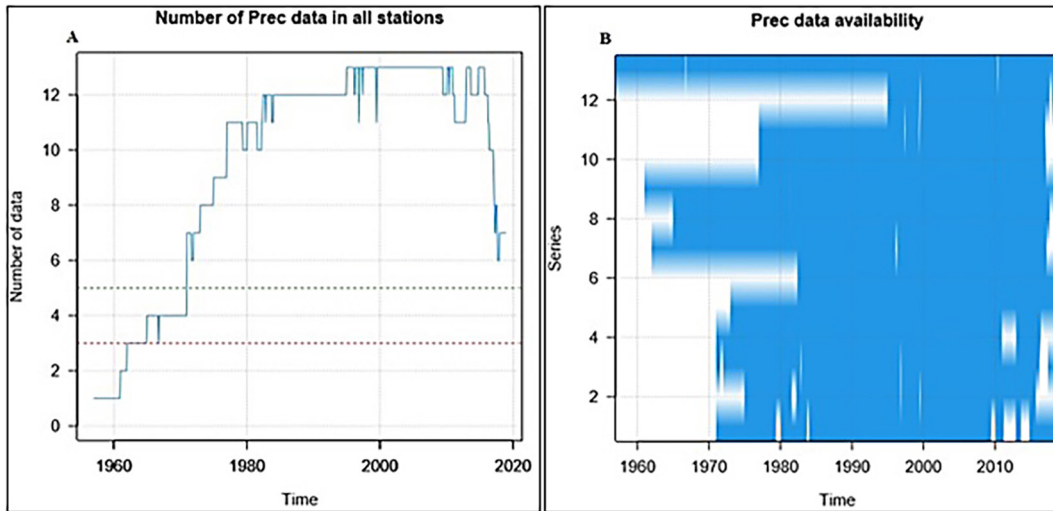 Number of Prec data in all stations
A
Number of data
12
10
8
6
4
2
0
1960 1980 2000 2020
Time
Prec data availability
B
Series
12
10
8
6
4
2
1960 1970 1980 1990 2000 2010
Time